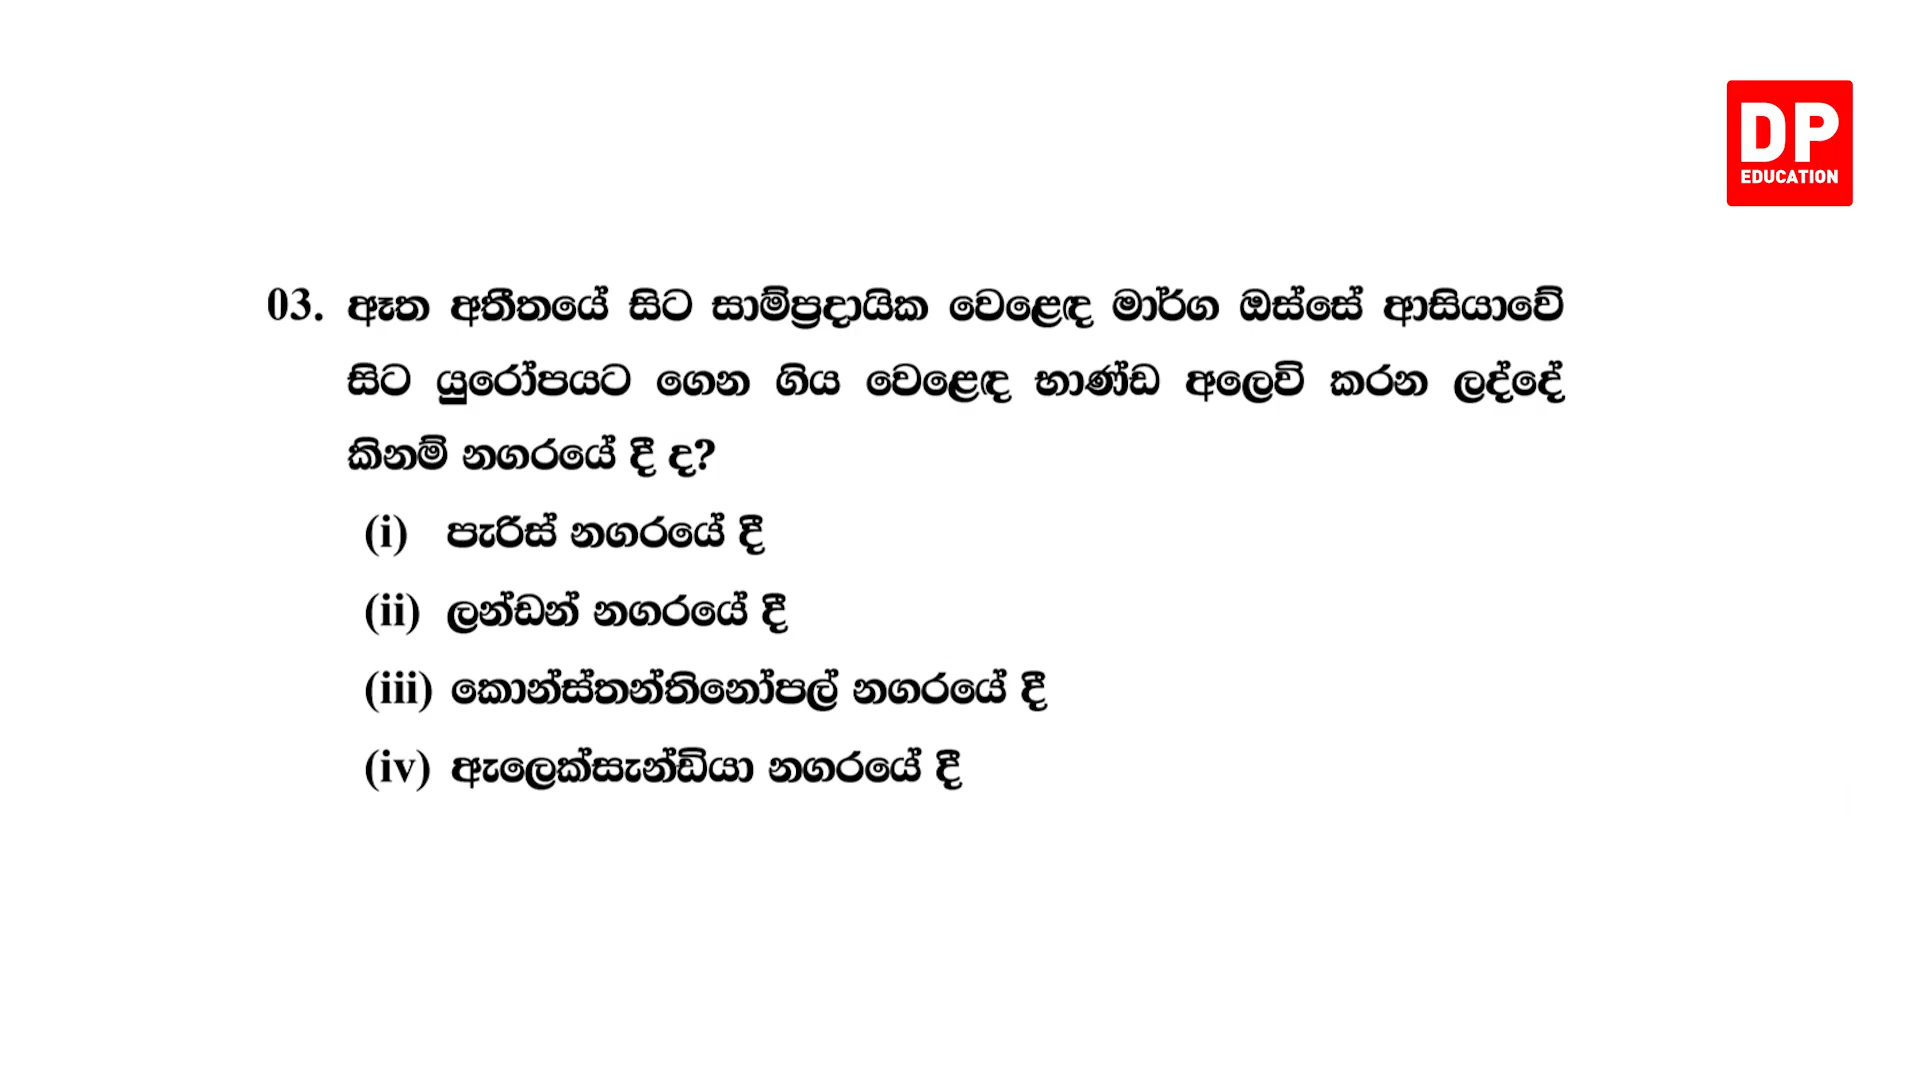 DP
EDUCATION
03. ඈත අතීතයේ සිට සාම්ප්‍රදායික වෙළෙඳ මාර්ග ඔස්සේ ආසියාවේ
සිට යුරෝපයට ගෙන ගිය වෙළෙඳ භාණ්ඩ අලෙවි කරන ලද්දේ
කිනම් නගරයේ දී ද?
(i) පැරිස් නගරයේ දී
(ii) ලන්ඩන් නගරයේ දී
(iii) කොන්ස්තන්තිනෝපල් නගරයේ දී
(iv) ඇලෙක්සැන්ඩියා නගරයේ දී